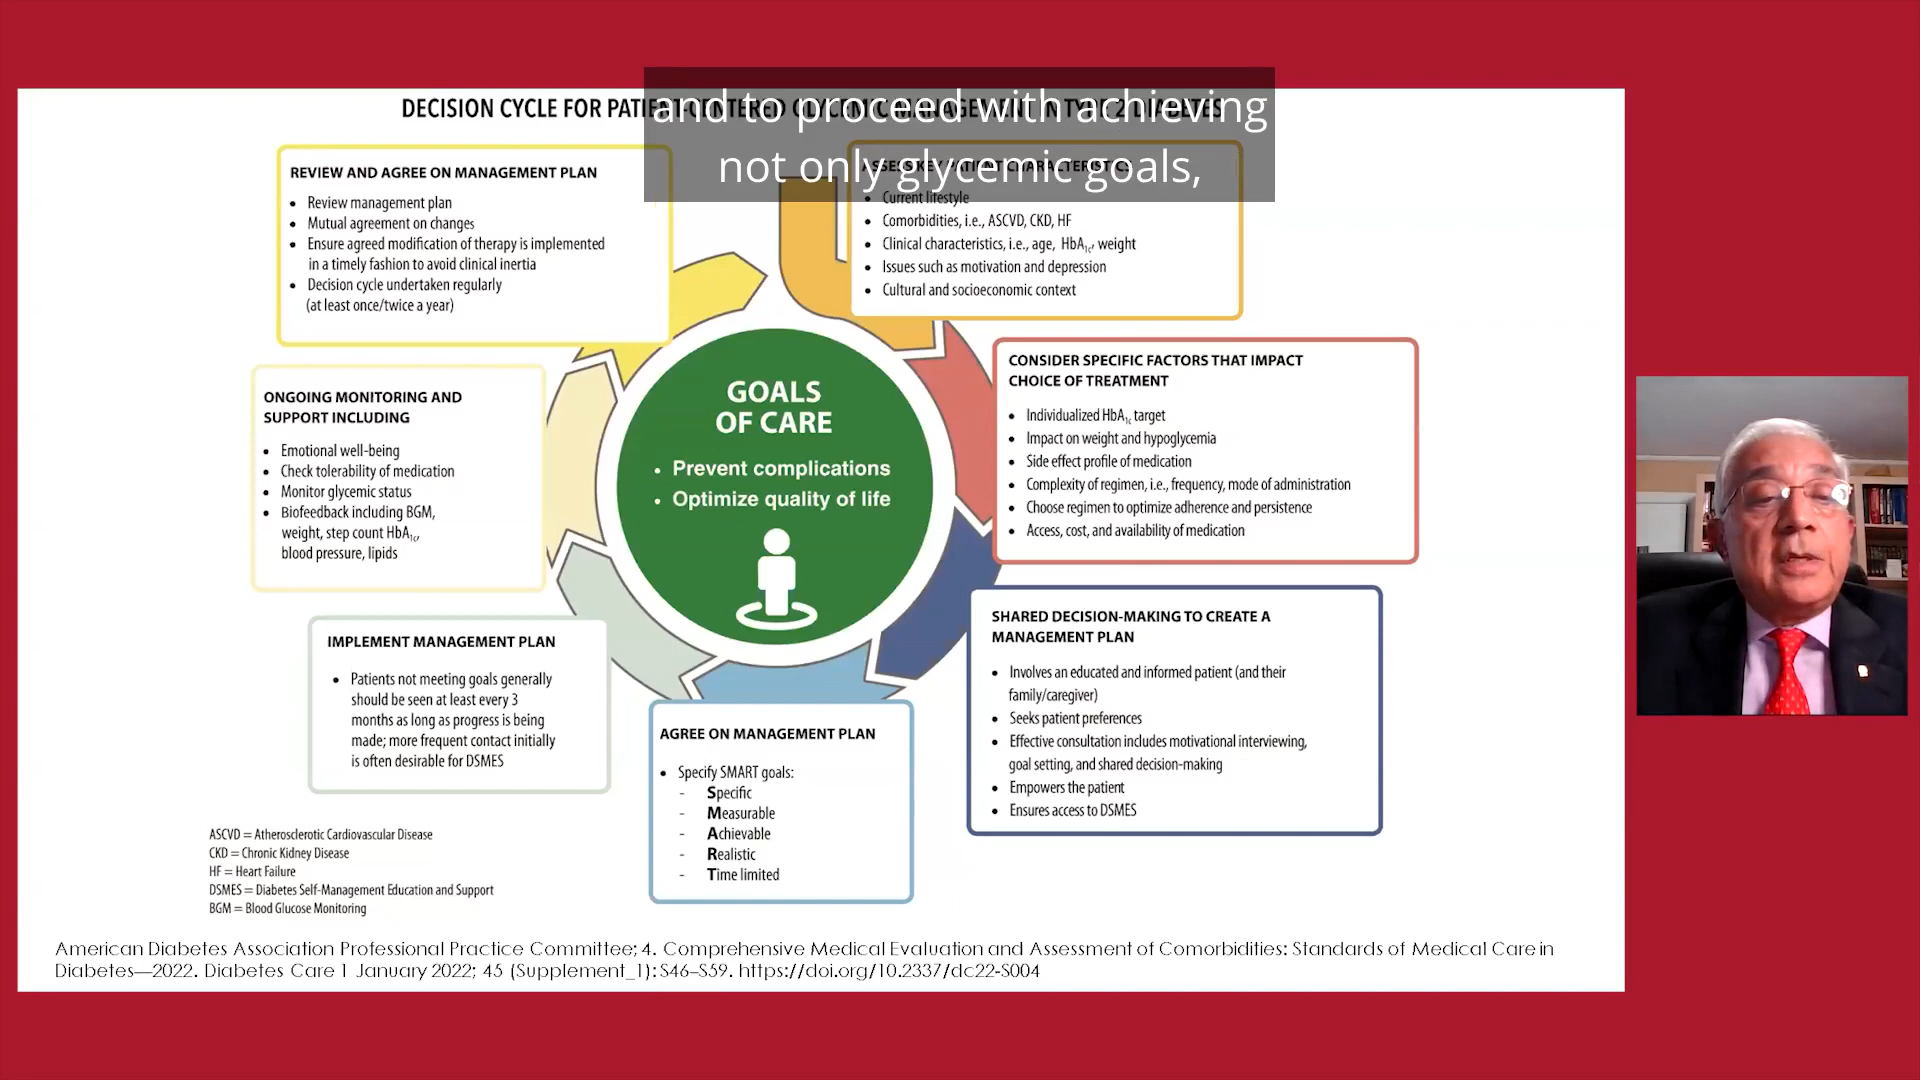 and to proceed with achieving
not only glycemic goals,
DECISION CYCLE FOR PATIENT-CENTERED GLYCEMIC MANAGEMENT IN TYPE 2 DIABETES
REVIEW AND AGREE ON MANAGEMENT PLAN
• Review management plan
• Mutual agreement on changes
• Ensure agreed modification of therapy is implemented
in a timely fashion to avoid clinical inertia
• Decision cycle undertaken regularly
(at least once/twice a year)
ASSESS KEY PATIENT CHARACTERISTICS
• Current lifestyle
• Comorbidities, i.e., ASCVD, CKD, HF
• Clinical characteristics, i.e., age, HbA1c, weight
• Issues such as motivation and depression
• Cultural and socioeconomic context
CONSIDER SPECIFIC FACTORS THAT IMPACT
CHOICE OF TREATMENT
• Individualized HbA1c target
• Impact on weight and hypoglycemia
• Side effect profile of medication
• Complexity of regimen, i.e., frequency, mode of administration
• Choose regimen to optimize adherence and persistence
• Access, cost, and availability of medication
SHARED DECISION-MAKING TO CREATE A
MANAGEMENT PLAN
• Involves an educated and informed patient (and their
family/caregiver)
• Seeks patient preferences
• Effective consultation includes motivational interviewing,
goal setting, and shared decision-making
• Empowers the patient
• Ensures access to DSMES
AGREE ON MANAGEMENT PLAN
• Specify SMART goals:
- Specific
- Measurable
- Achievable
- Realistic
- Time limited
IMPLEMENT MANAGEMENT PLAN
• Patients not meeting goals generally
should be seen at least every 3
months as long as progress is being
made; more frequent contact initially
is often desirable for DSMES
ONGOING MONITORING AND
SUPPORT INCLUDING
• Emotional well-being
• Check tolerability of medication
• Monitor glycemic status
• Biofeedback including BGM,
weight, step count HbA1c,
blood pressure, lipids
GOALS
OF CARE
• Prevent complications
• Optimize quality of life
ASCVD = Atherosclerotic Cardiovascular Disease
CKD = Chronic Kidney Disease
HF = Heart Failure
DSMES = Diabetes Self-Management Education and Support
BGM = Blood Glucose Monitoring
American Diabetes Association Professional Practice Committee; 4. Comprehensive Medical Evaluation and Assessment of Comorbidities: Standards of Medical Care in
Diabetes—2022. Diabetes Care 1 January 2022; 45 (Supplement_1): S46–S59. https://doi.org/10.2337/dc22-S004